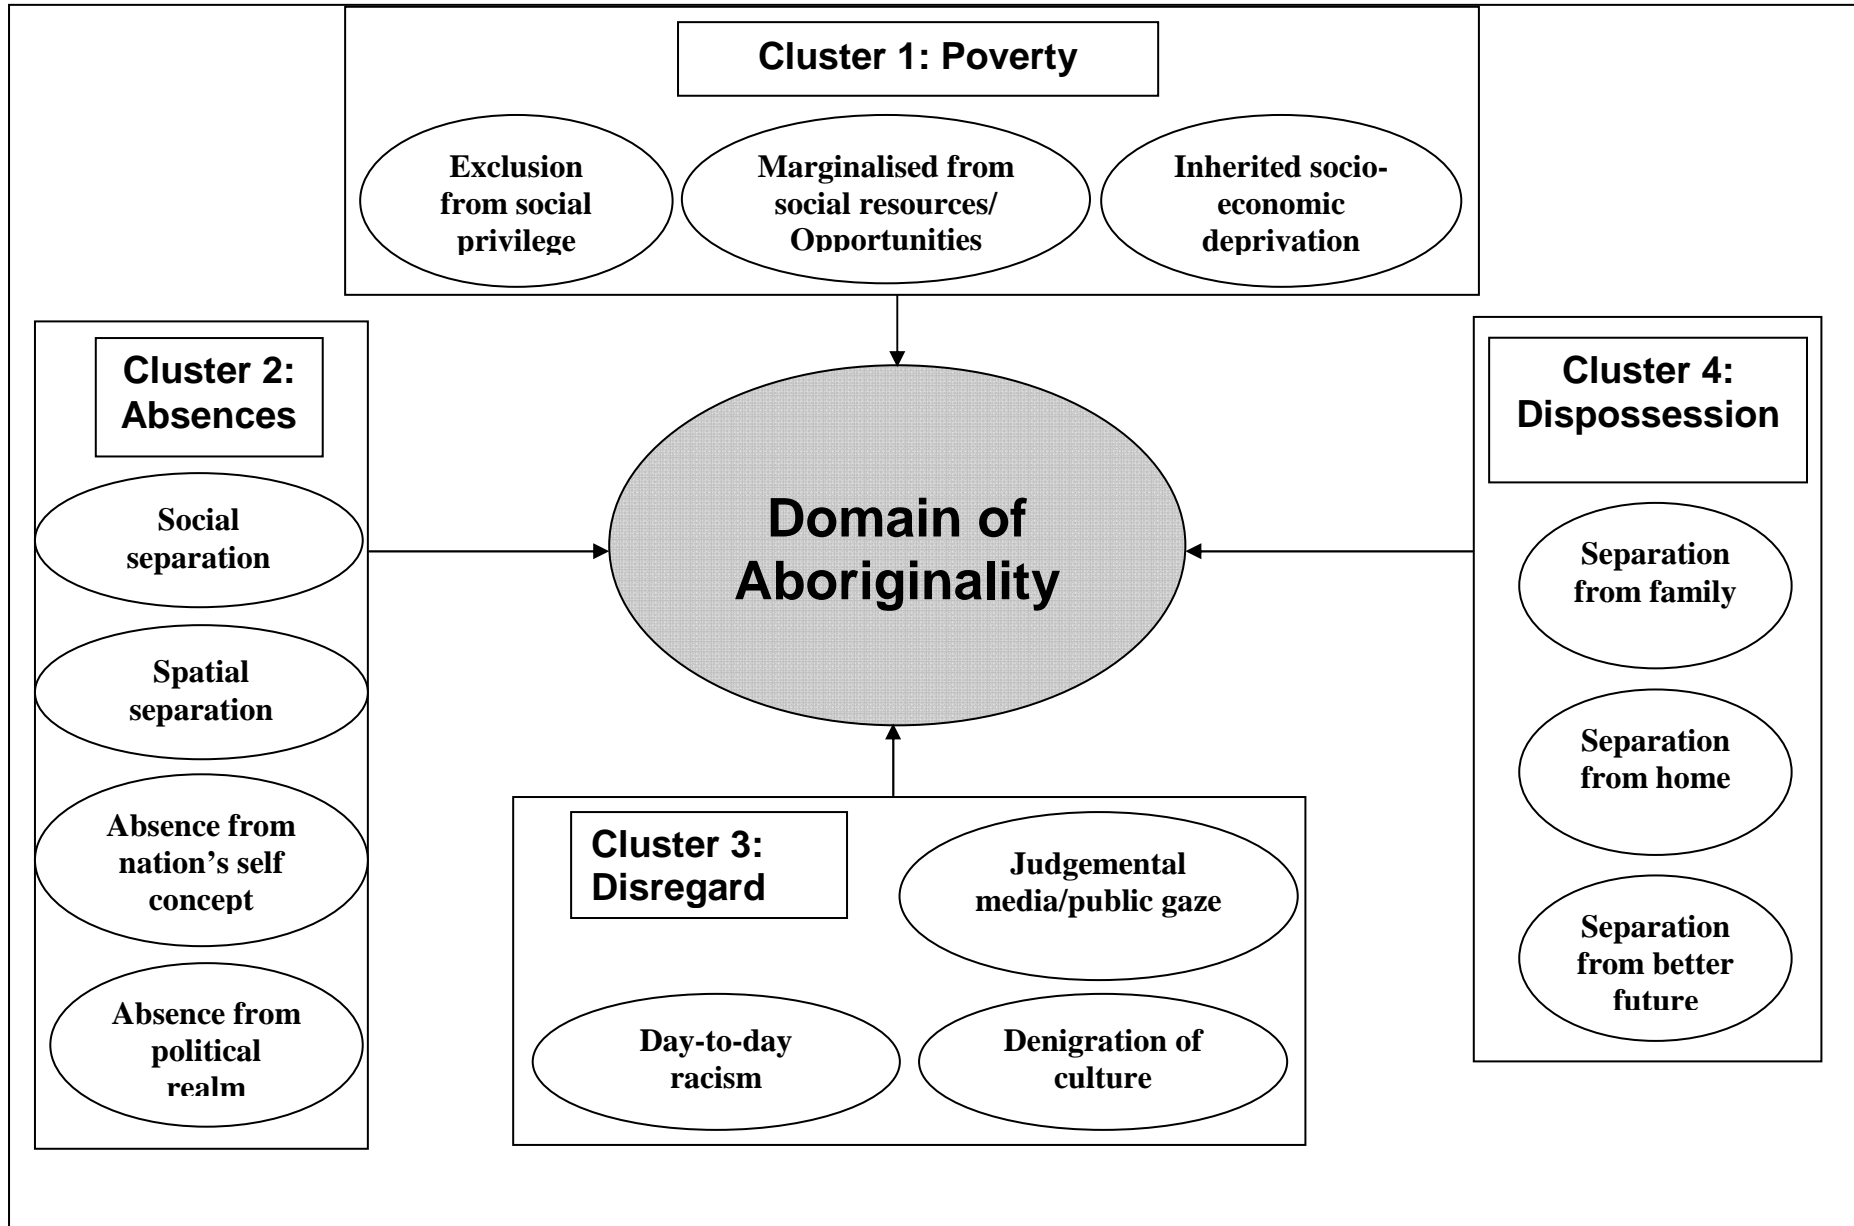 Cluster 1: Poverty
Exclusion
from social
privilege
Marginalised from
social resources/
Opportunities
Inherited socio-
economic
deprivation
Cluster 2:
Absences
Social
separation
Spatial
separation
Absence from
nation’s self
concept
Absence from
political
realm
Domain of
Aboriginality
Cluster 3:
Disregard
Judgemental
media/public gaze
Day-to-day
racism
Denigration of
culture
Cluster 4:
Dispossession
Separation
from family
Separation
from home
Separation
from better
future